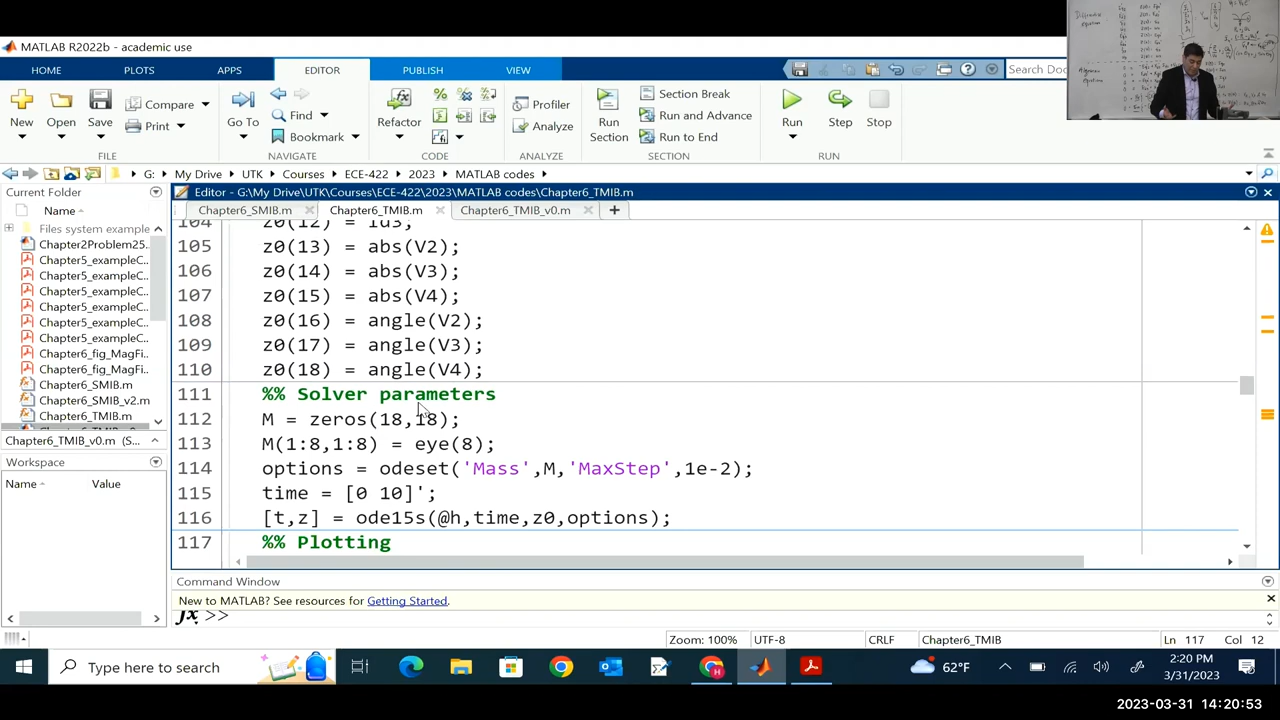 MATLAB R2022b - academic use
HOME PLOTS APPS EDITOR PUBLISH VIEW
Search Doc
New Open Save Compare Print
Go To Find Bookmark
Refactor
Profiler
Analyze
Run Section
Section Break
Run and Advance
Run to End
Run Step Stop
FILE NAVIGATE CODE ANALYZE SECTION RUN
G: My Drive UTK Courses ECE-422 2023 MATLAB codes
Current Folder
Name
Files system example
Chapter2Problem25..
Chapter5_exampleC..
Chapter5_exampleC..
Chapter5_exampleC..
Chapter5_exampleC..
Chapter5_exampleC..
Chapter5_exampleC..
Chapter6_fig_MagFi..
Chapter6_fig_MagFi..
Chapter6_SMIB.m
Chapter6_SMIB_v2.m
Chapter6_TMIB.m
Chapter6_TMIB_v0.m (S...
Workspace
Name Value
Editor - G:\My Drive\UTK\Courses\ECE-422\2023\MATLAB codes\Chapter6_TMIB.m
Chapter6_SMIB.m Chapter6_TMIB.m Chapter6_TMIB_v0.m
104 z0(12) = Id3;
105 z0(13) = abs(V2);
106 z0(14) = abs(V3);
107 z0(15) = abs(V4);
108 z0(16) = angle(V2);
109 z0(17) = angle(V3);
110 z0(18) = angle(V4);
111 %% Solver parameters
112 M = zeros(18,18);
113 M(1:8,1:8) = eye(8);
114 options = odeset('Mass',M,'MaxStep',1e-2);
115 time = [0 10]';
116 [t,z] = ode15s(@h,time,z0,options);
117 %% Plotting
Command Window
New to MATLAB? See resources for Getting Started.
fx >>
Zoom: 100% UTF-8 CRLF Chapter6_TMIB Ln 117 Col 12
Type here to search
62°F
2:20 PM
3/31/2023
2023-03-31 14:20:53